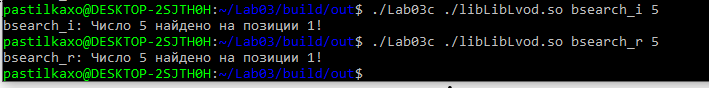 pastilkaxo@DESKTOP-2SJTH0H:~/Lab03/build/out$ ./Lab03c ./libLibLvod.so bsearch_i 5
bsearch_i: Число 5 найдено на позиции 1!
pastilkaxo@DESKTOP-2SJTH0H:~/Lab03/build/out$ ./Lab03c ./libLibLvod.so bsearch_r 5
bsearch_r: Число 5 найдено на позиции 1!
pastilkaxo@DESKTOP-2SJTH0H:~/Lab03/build/out$